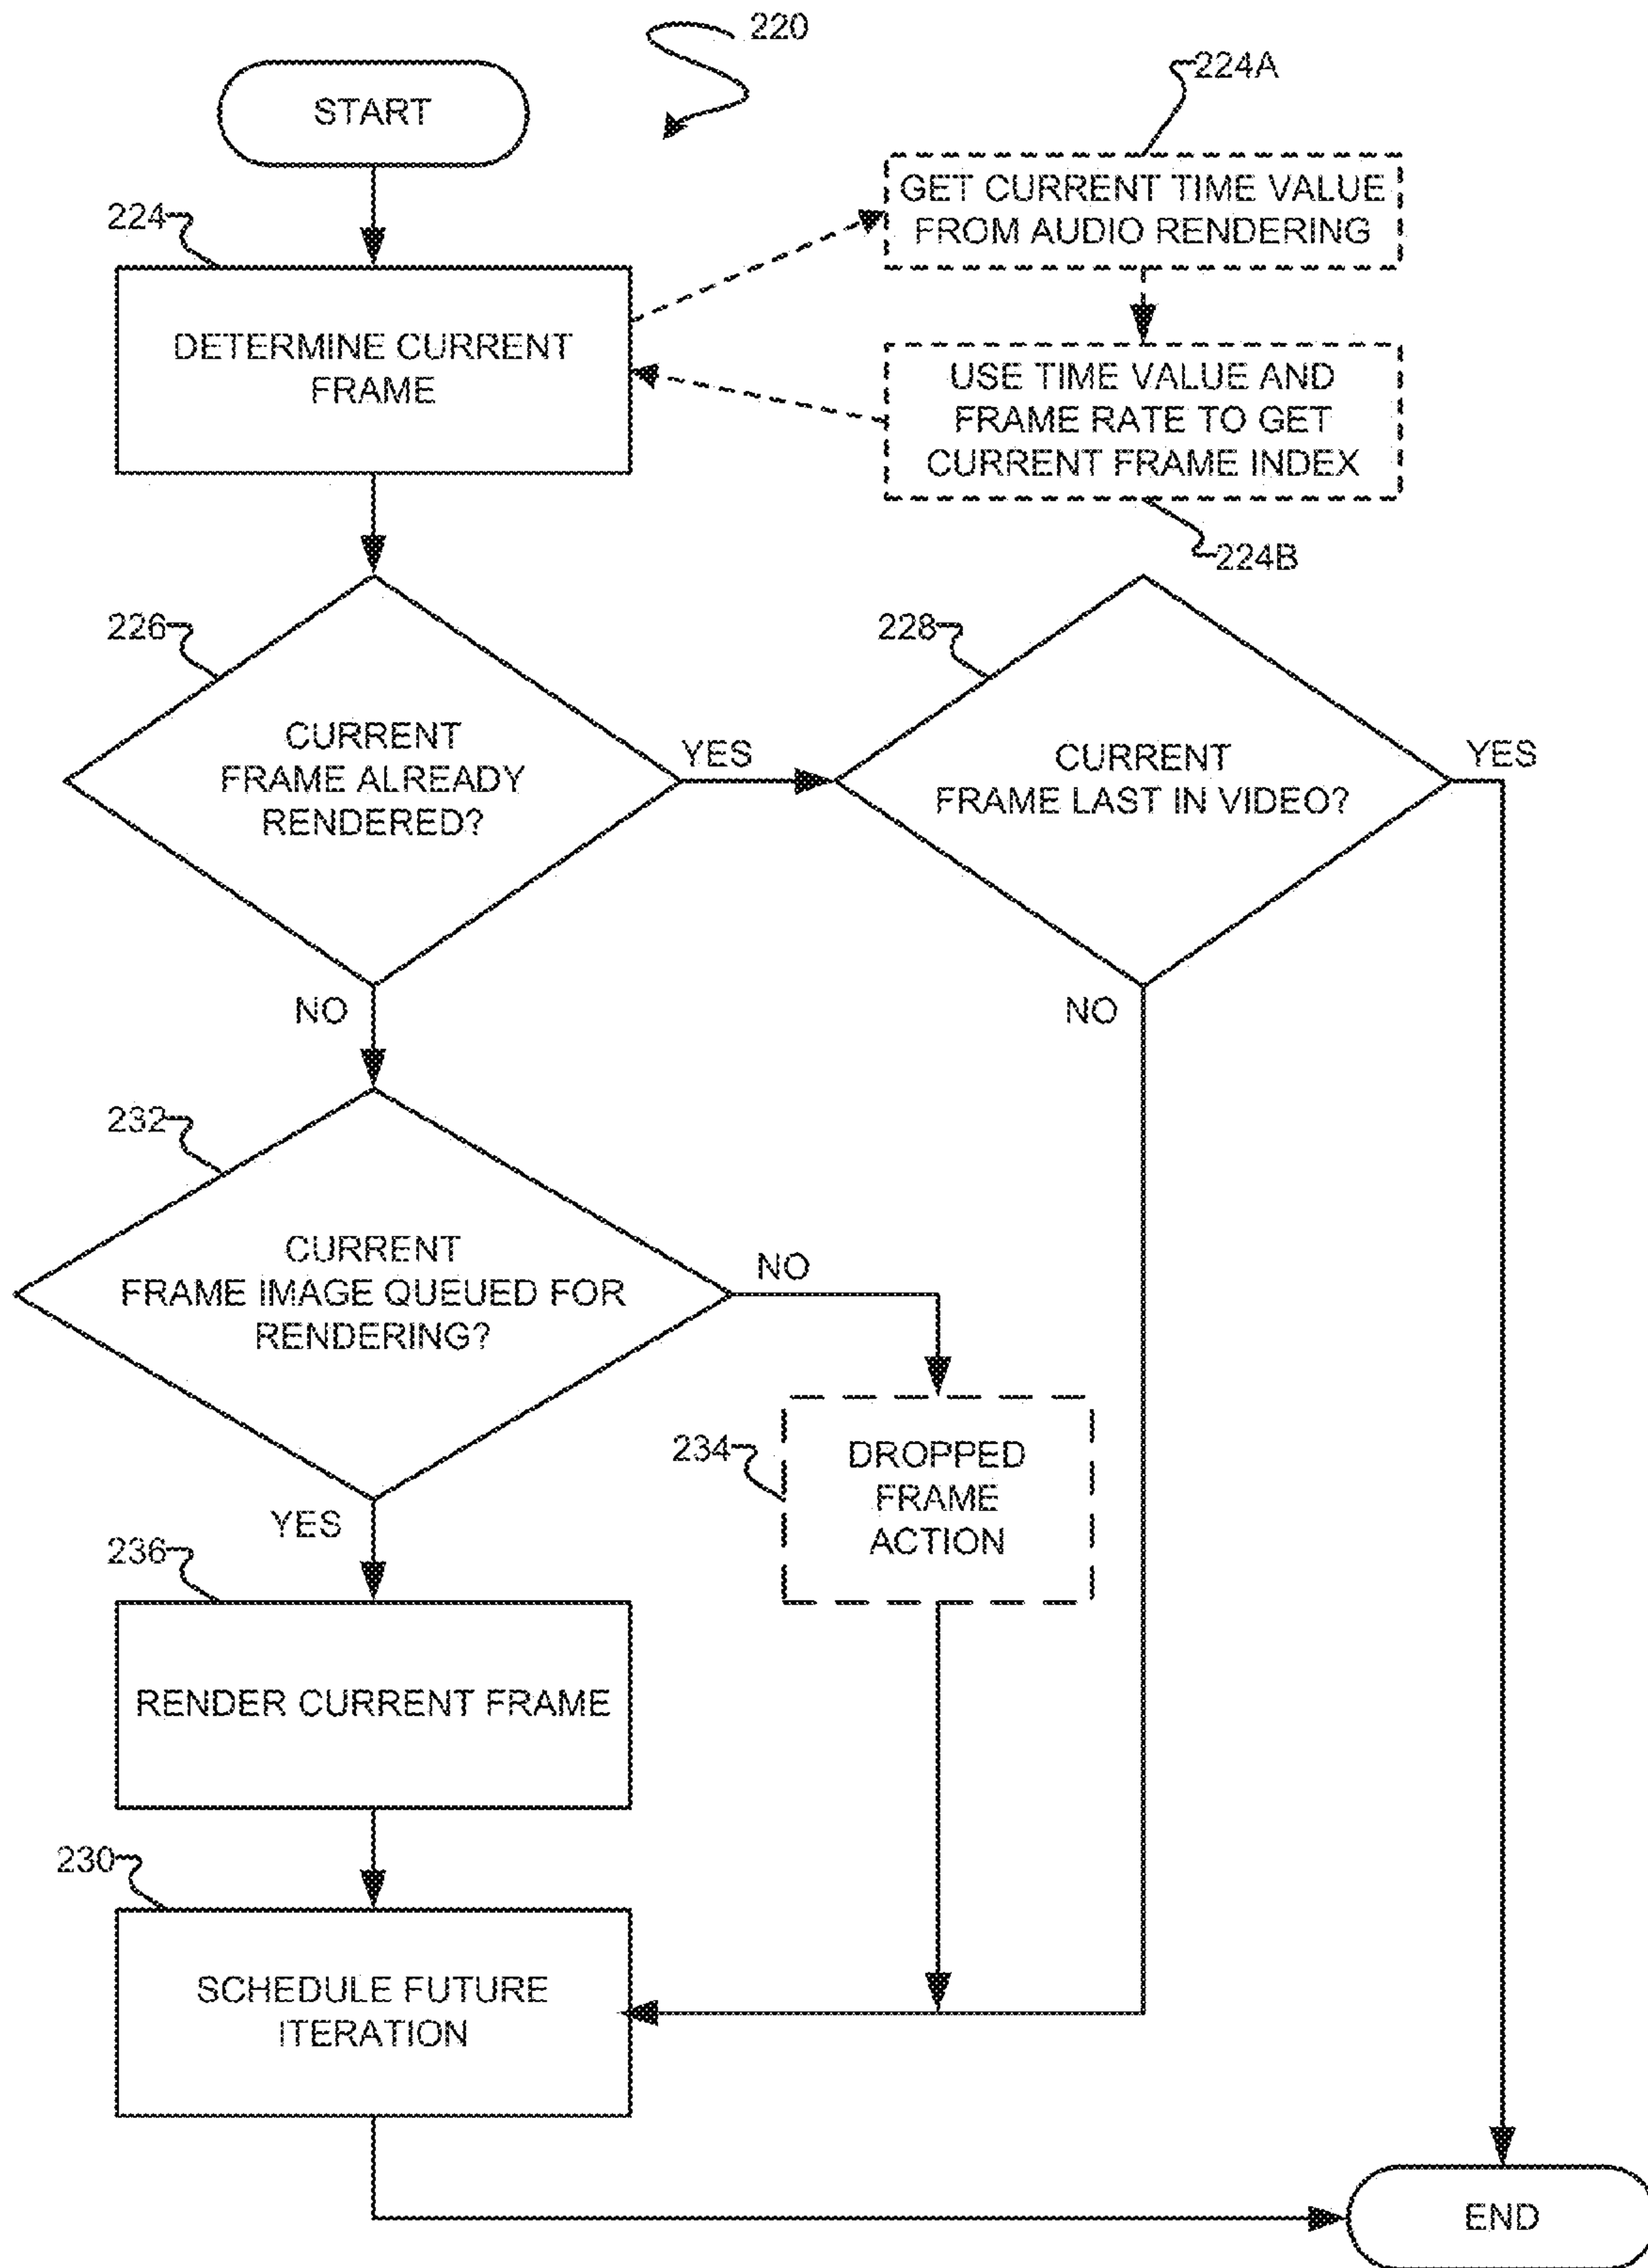 220
START
224A
GET CURRENT TIME VALUE
FROM AUDIO RENDERING
224
DETERMINE CURRENT
FRAME
USE TIME VALUE AND
FRAME RATE TO GET
CURRENT FRAME INDEX
224B
226
CURRENT
FRAME ALREADY
RENDERED?
YES
228
CURRENT
FRAME LAST IN VIDEO?
YES
NO
NO
232
CURRENT
FRAME IMAGE QUEUED FOR
RENDERING?
NO
234
DROPPED
FRAME
ACTION
YES
236
RENDER CURRENT FRAME
230
SCHEDULE FUTURE
ITERATION
END